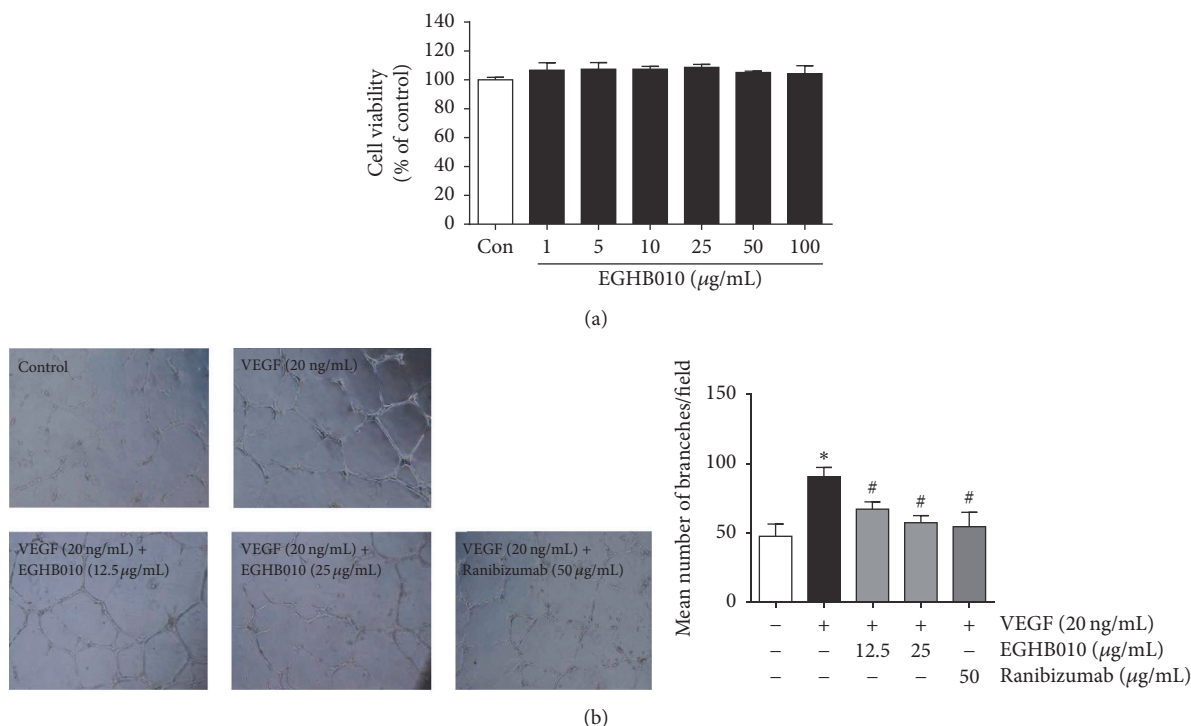 140
120
100
80
60
40
20
0
Cell viability
(% of control)
Con 1 5 10 25 50 100
EGHB010 (μg/mL)
(a)
Control
VEGF (20 ng/mL)
VEGF (20 ng/mL) +
EGHB010 (12.5 μg/mL)
VEGF (20 ng/mL) +
EGHB010 (25 μg/mL)
VEGF (20 ng/mL) +
Ranibizumab (50 μg/mL)
Mean number of brancehes/field
150
100
50
0
*
# # #
− + + + + VEGF (20 ng/mL)
− − 12.5 25 − EGHB010 (μg/mL)
− − − − 50 Ranibizumab (μg/mL)
(b)